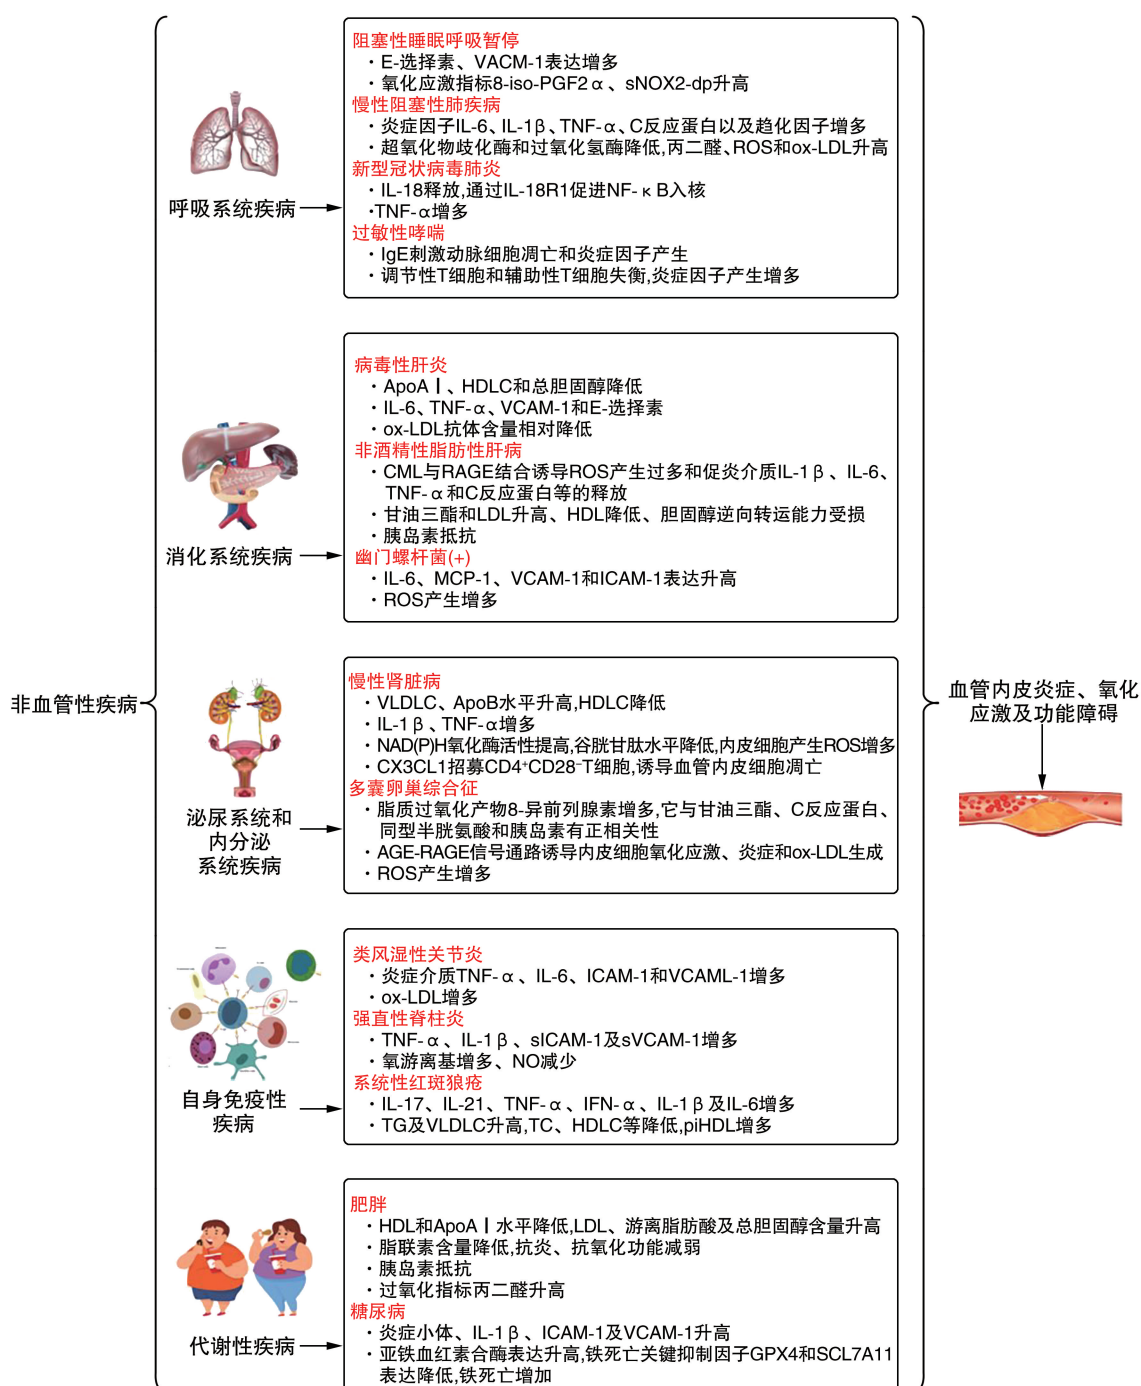 阻塞性睡眠呼吸暂停
·E-选择素、VACM-1表达增多
·氧化应激指标8-iso-PGF2α、sNOX2-dp升高
慢性阻塞性肺疾病
·炎症因子IL-6、IL-1β、TNF-α、C反应蛋白以及趋化因子增多
·超氧化物歧化酶和过氧化氢酶降低,丙二醛、ROS和ox-LDL升高
新型冠状病毒肺炎
·IL-18释放,通过IL-18R1促进NF-κB入核
·TNF-α增多
过敏性哮喘
·IgE刺激动脉细胞凋亡和炎症因子产生
·调节性T细胞和辅助性T细胞失衡,炎症因子产生增多
呼吸系统疾病
病毒性肝炎
·ApoAⅠ、HDLC和总胆固醇降低
·IL-6、TNF-α、VCAM-1和E-选择素
·ox-LDL抗体含量相对降低
非酒精性脂肪性肝病
·CML与RAGE结合诱导ROS产生过多和促炎介质IL-1β、IL-6、
TNF-α和C反应蛋白等的释放
·甘油三酯和LDL升高、HDL降低、胆固醇逆向转运能力受损
·胰岛素抵抗
幽门螺杆菌(+)
·IL-6、MCP-1、VCAM-1和ICAM-1表达升高
·ROS产生增多
消化系统疾病
非血管性疾病
慢性肾脏病
·VLDLC、ApoB水平升高,HDLC降低
·IL-1β、TNF-α增多
·NAD(P)H氧化酶活性提高,谷胱甘肽水平降低,内皮细胞产生ROS增多
·CX3CL1招募CD4⁺CD28⁻T细胞,诱导血管内皮细胞凋亡
多囊卵巢综合征
·脂质过氧化产物8-异前列腺素增多,它与甘油三酯、C反应蛋白、
同型半胱氨酸和胰岛素有正相关性
·AGE-RAGE信号通路诱导内皮细胞氧化应激、炎症和ox-LDL生成
·ROS产生增多
泌尿系统和
内分泌
系统疾病
血管内皮炎症、氧化
应激及功能障碍
类风湿性关节炎
·炎症介质TNF-α、IL-6、ICAM-1和VCAML-1增多
·ox-LDL增多
强直性脊柱炎
·TNF-α、IL-1β、sICAM-1及sVCAM-1增多
·氧游离基增多、NO减少
系统性红斑狼疮
·IL-17、IL-21、TNF-α、IFN-α、IL-1β及IL-6增多
·TG及VLDLC升高,TC、HDLC等降低,piHDL增多
自身免疫性
疾病
肥胖
·HDL和ApoAⅠ水平降低,LDL、游离脂肪酸及总胆固醇含量升高
·脂联素含量降低,抗炎、抗氧化功能减弱
·胰岛素抵抗
·过氧化指标丙二醛升高
糖尿病
·炎症小体、IL-1β、ICAM-1及VCAM-1升高
·亚铁血红素合酶表达升高,铁死亡关键抑制因子GPX4和SCL7A11
表达降低,铁死亡增加
代谢性疾病